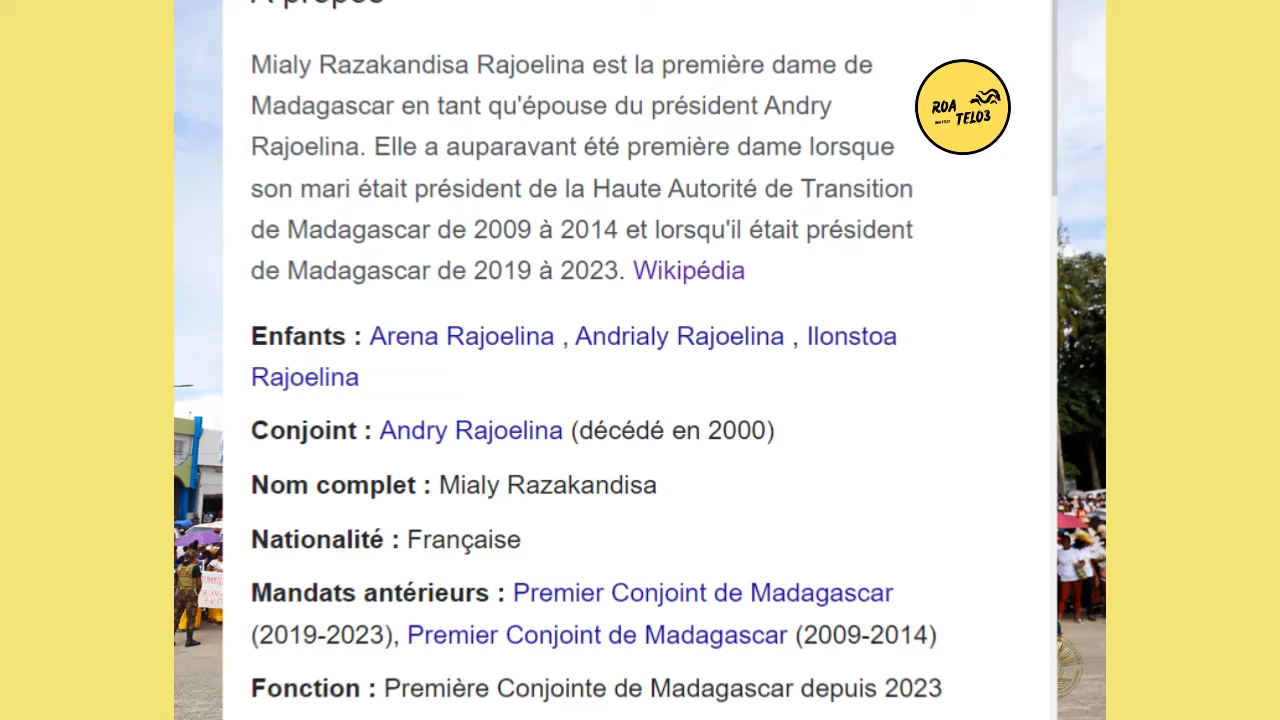 Mialy Razakandisa Rajoelina est la première dame de
Madagascar en tant qu'épouse du président Andry
Rajoelina. Elle a auparavant été première dame lorsque
son mari était président de la Haute Autorité de Transition
de Madagascar de 2009 à 2014 et lorsqu'il était président
de Madagascar de 2019 à 2023. Wikipédia
ROA
TELO3
Enfants : Arena Rajoelina , Andrialy Rajoelina , Ilonstoa
Rajoelina
Conjoint : Andry Rajoelina (décédé en 2000)
Nom complet : Mialy Razakandisa
Nationalité : Française
Mandats antérieurs : Premier Conjoint de Madagascar
(2019-2023), Premier Conjoint de Madagascar (2009-2014)
Fonction : Première Conjointe de Madagascar depuis 2023